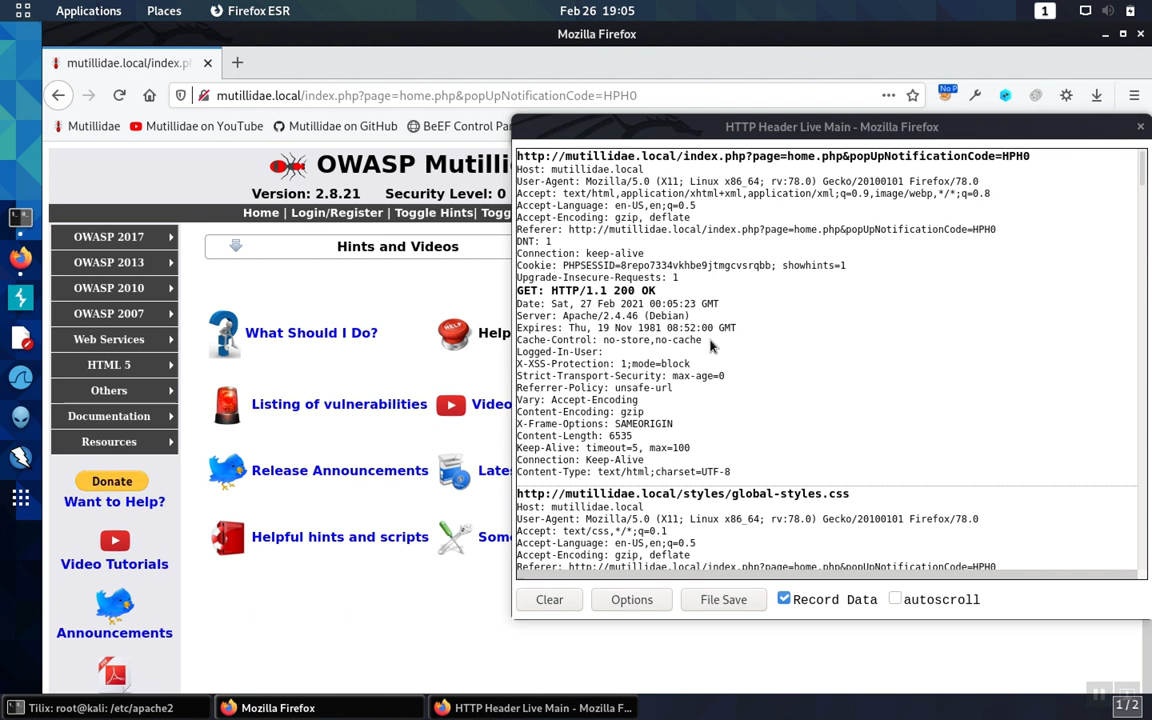 Applications Places Firefox ESR Feb 26 19:05 1
Mozilla Firefox
mutillidae.local/index.p
mutillidae.local/index.php?page=home.php&popUpNotificationCode=HPH0
No P
Mutillidae Mutillidae on YouTube Mutillidae on GitHub BeEF Control Pa
OWASP Mutilli
Version: 2.8.21 Security Level: 0
Home | Login/Register | Toggle Hints| Togg
OWASP 2017
OWASP 2013
OWASP 2010
OWASP 2007
Web Services
HTML 5
Others
Documentation
Resources
Donate
Want to Help?
Video Tutorials
Announcements
Hints and Videos
What Should I Do?
Help
HELP
Listing of vulnerabilities
Video
Release Announcements
Lates
Helpful hints and scripts
Som
HTTP Header Live Main - Mozilla Firefox
http://mutillidae.local/index.php?page=home.php&popUpNotificationCode=HPH0
Host: mutillidae.local
User-Agent: Mozilla/5.0 (X11; Linux x86_64; rv:78.0) Gecko/20100101 Firefox/78.0
Accept: text/html,application/xhtml+xml,application/xml;q=0.9,image/webp,*/*;q=0.8
Accept-Language: en-US,en;q=0.5
Accept-Encoding: gzip, deflate
Referer: http://mutillidae.local/index.php?page=home.php&popUpNotificationCode=HPH0
DNT: 1
Connection: keep-alive
Cookie: PHPSESSID=8repo7334vkhbe9jtmgcvsrqbb; showhints=1
Upgrade-Insecure-Requests: 1
GET: HTTP/1.1 200 OK
Date: Sat, 27 Feb 2021 00:05:23 GMT
Server: Apache/2.4.46 (Debian)
Expires: Thu, 19 Nov 1981 08:52:00 GMT
Cache-Control: no-store,no-cache
Logged-In-User:
X-XSS-Protection: 1;mode=block
Strict-Transport-Security: max-age=0
Referrer-Policy: unsafe-url
Vary: Accept-Encoding
Content-Encoding: gzip
X-Frame-Options: SAMEORIGIN
Content-Length: 6535
Keep-Alive: timeout=5, max=100
Connection: Keep-Alive
Content-Type: text/html;charset=UTF-8
http://mutillidae.local/styles/global-styles.css
Host: mutillidae.local
User-Agent: Mozilla/5.0 (X11; Linux x86_64; rv:78.0) Gecko/20100101 Firefox/78.0
Accept: text/css,*/*;q=0.1
Accept-Language: en-US,en;q=0.5
Accept-Encoding: gzip, deflate
Referer: http://mutillidae.local/index.php?page=home.php&popUpNotificationCode=HPH0
Clear Options File Save Record Data autoscroll
Tilix: root@kali: /etc/apache2 Mozilla Firefox HTTP Header Live Main - Mozilla F... 1/2